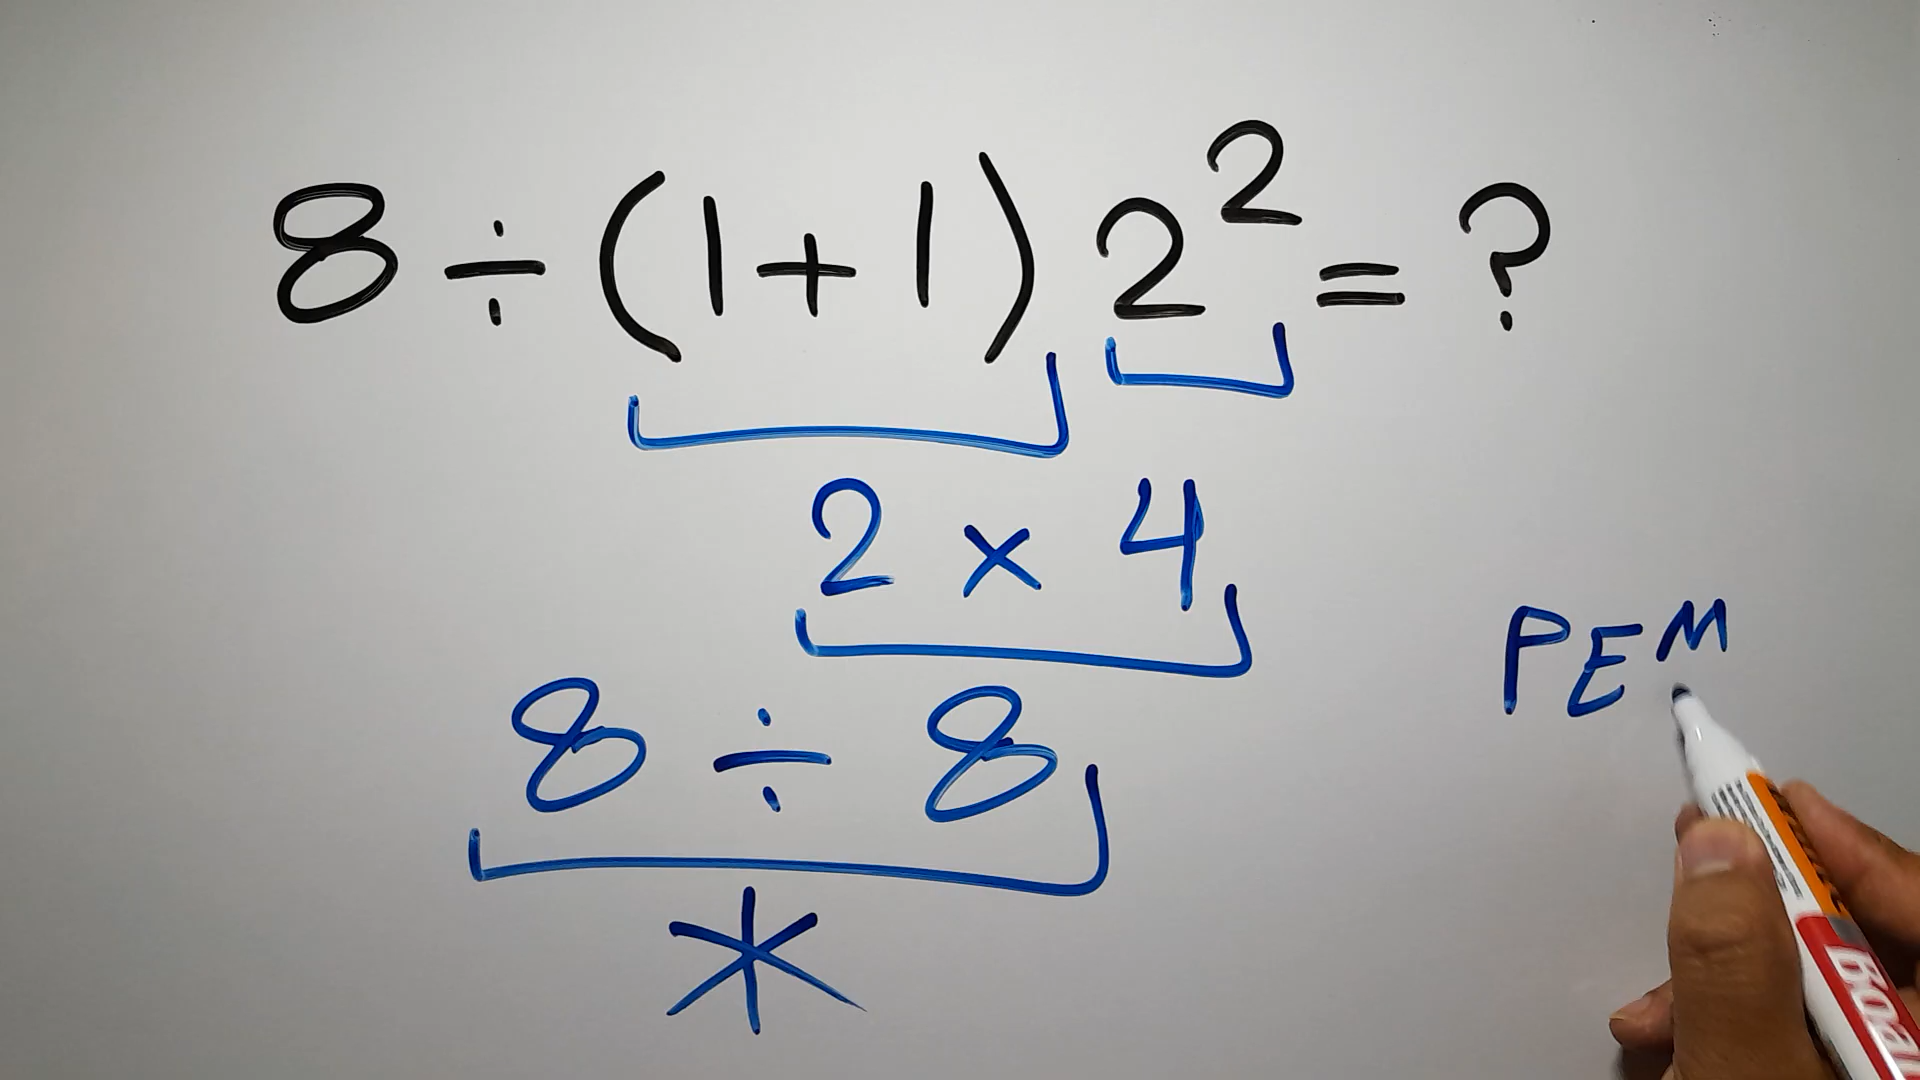 8 ÷ (1 + 1) 2² = ?
2 × 4
8 ÷ 8
*
PEM